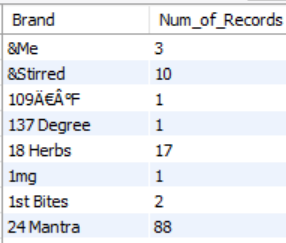 Brand Num_of_Records
&Me 3
&Stirred 10
109Ä€Â°F 1
137 Degree 1
18 Herbs 17
1mg 1
1st Bites 2
24 Mantra 88